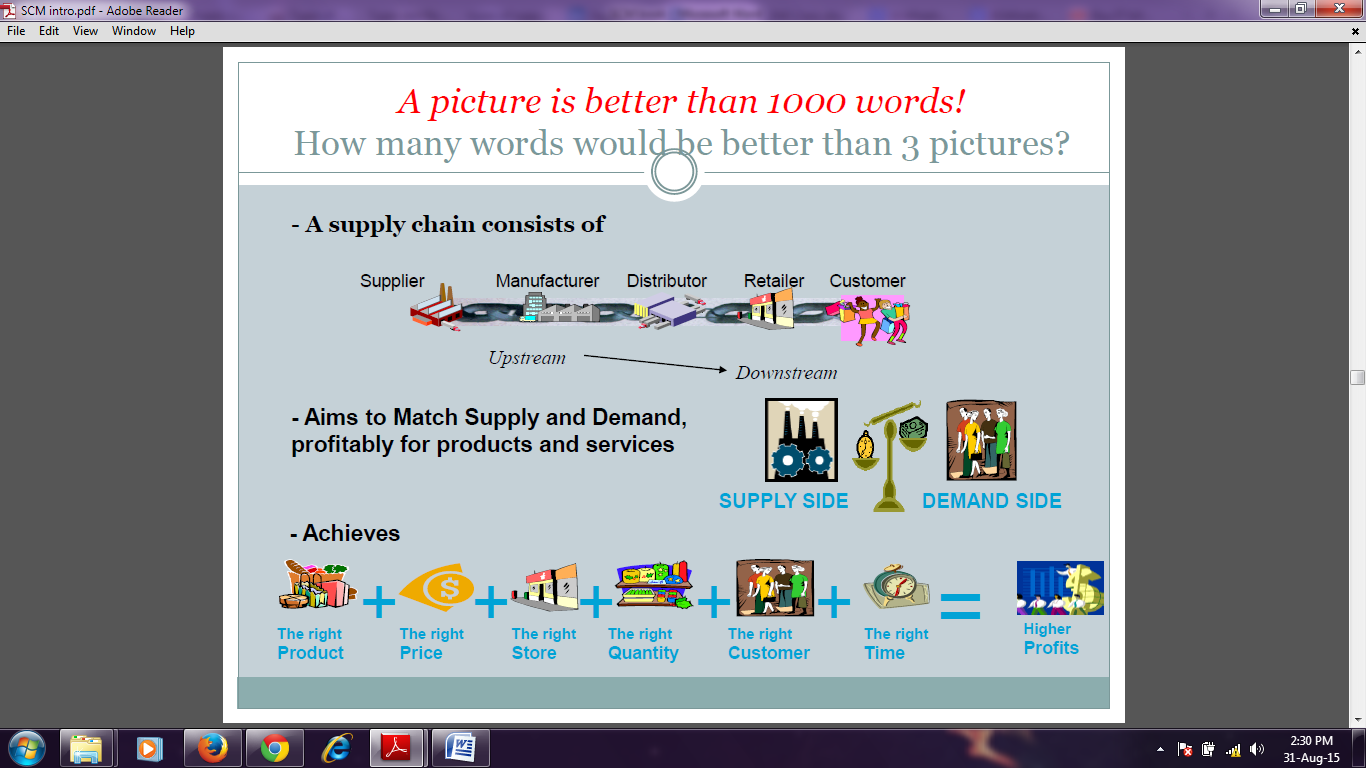 SCM intro.pdf - Adobe Reader
File Edit View Window Help
A picture is better than 1000 words!
How many words would be better than 3 pictures?
- A supply chain consists of
Supplier Manufacturer Distributor Retailer Customer
Upstream
Downstream
- Aims to Match Supply and Demand,
profitably for products and services
SUPPLY SIDE DEMAND SIDE
- Achieves
+ + + + + =
The right The right The right The right The right The right Higher
Product Price Store Quantity Customer Time Profits
2:30 PM
31-Aug-15